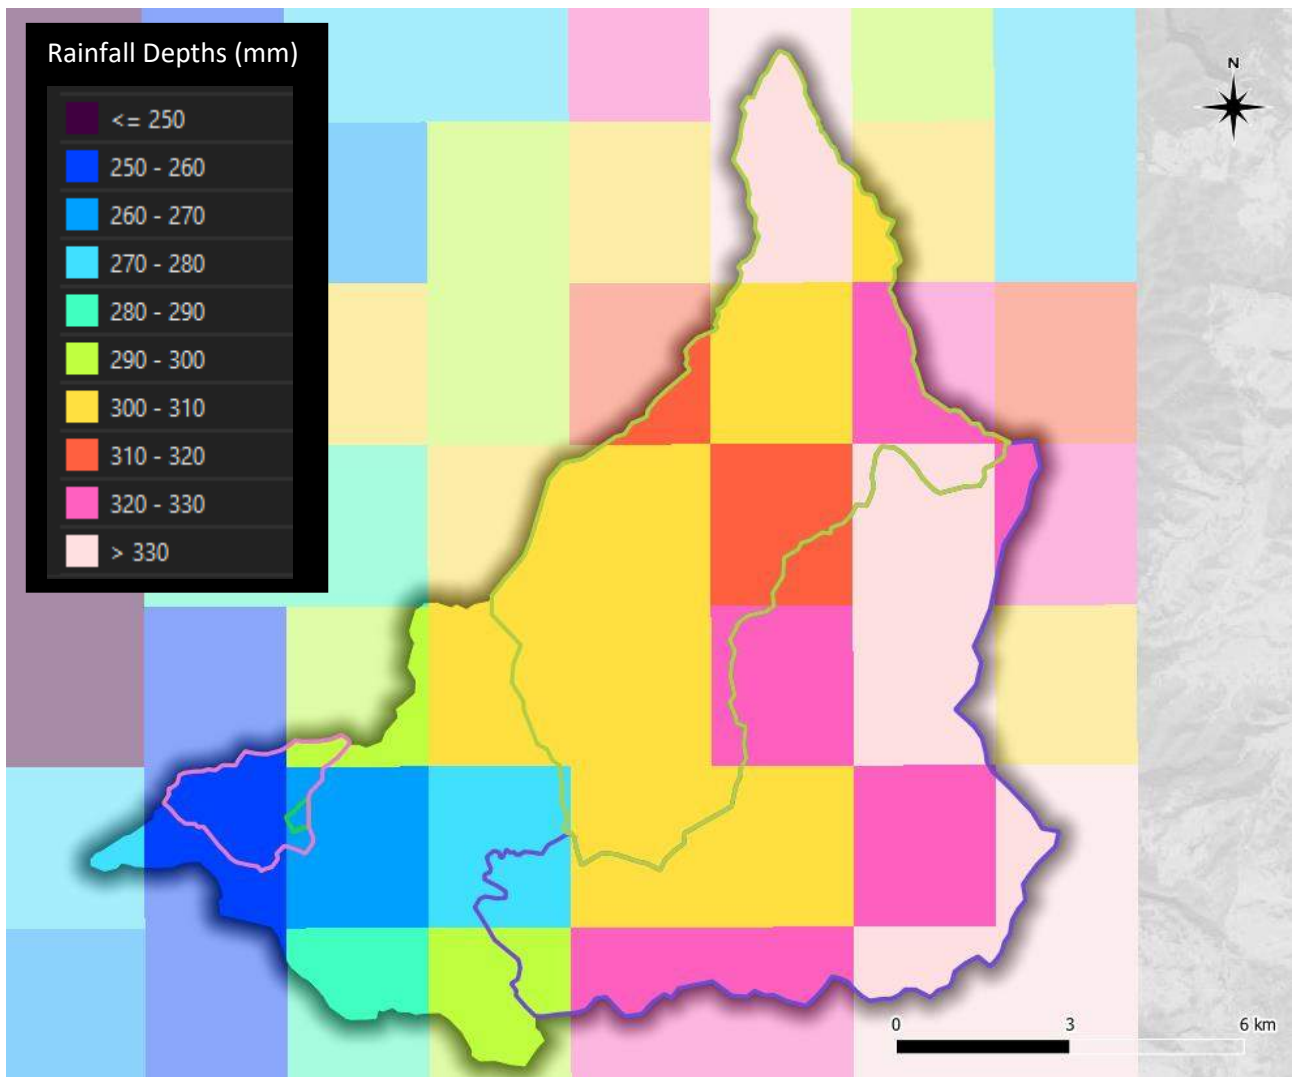 Rainfall Depths (mm)
<= 250
250 - 260
260 - 270
270 - 280
280 - 290
290 - 300
300 - 310
310 - 320
320 - 330
> 330
N
0 3 6 km